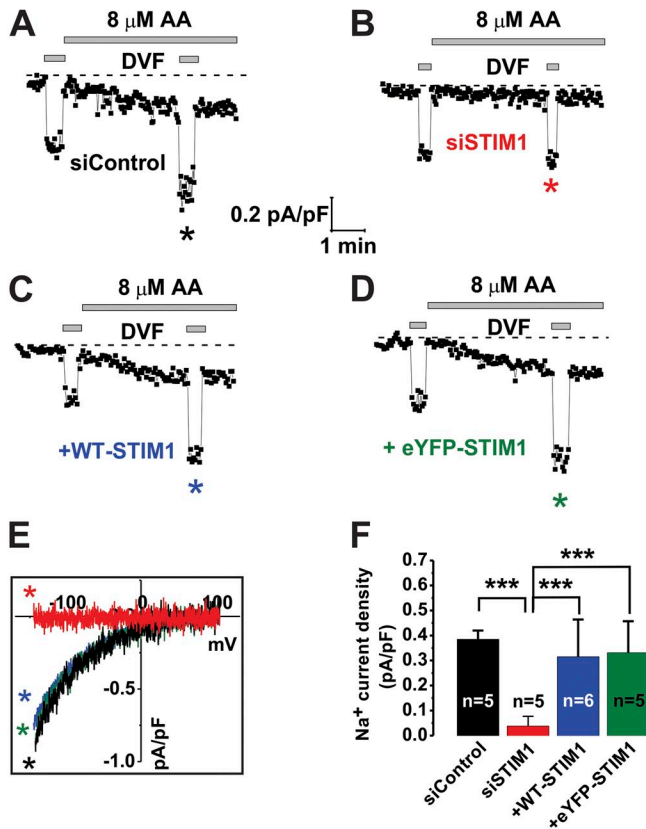 A
8 μM AA
DVF
siControl
*
B
8 μM AA
DVF
siSTIM1
*
0.2 pA/pF
1 min
C
8 μM AA
DVF
+WT-STIM1
*
D
8 μM AA
DVF
+ eYFP-STIM1
*
E
*
-100 0 100
mV
-0.5
-1.0
pA/pF
*
*
*
F
Na⁺ current density
(pA/pF)
0.7
0.6
0.5
0.4
0.3
0.2
0.1
0.0
***
***
***
n=5
n=5
n=6
n=5
siControl
siSTIM1
+WT-STIM1
+eYFP-STIM1